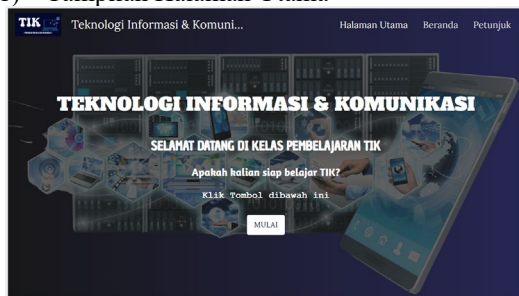 TIK
Teknologi Informasi & Komuni...
Halaman Utama
Beranda
Petunjuk
TEKNOLOGI INFORMASI & KOMUNIKASI
SELAMAT DATANG DI KELAS PEMBELAJARAN TIK
Apakah kalian siap belajar TIK?
Klik Tombol dibawah ini
MULAI